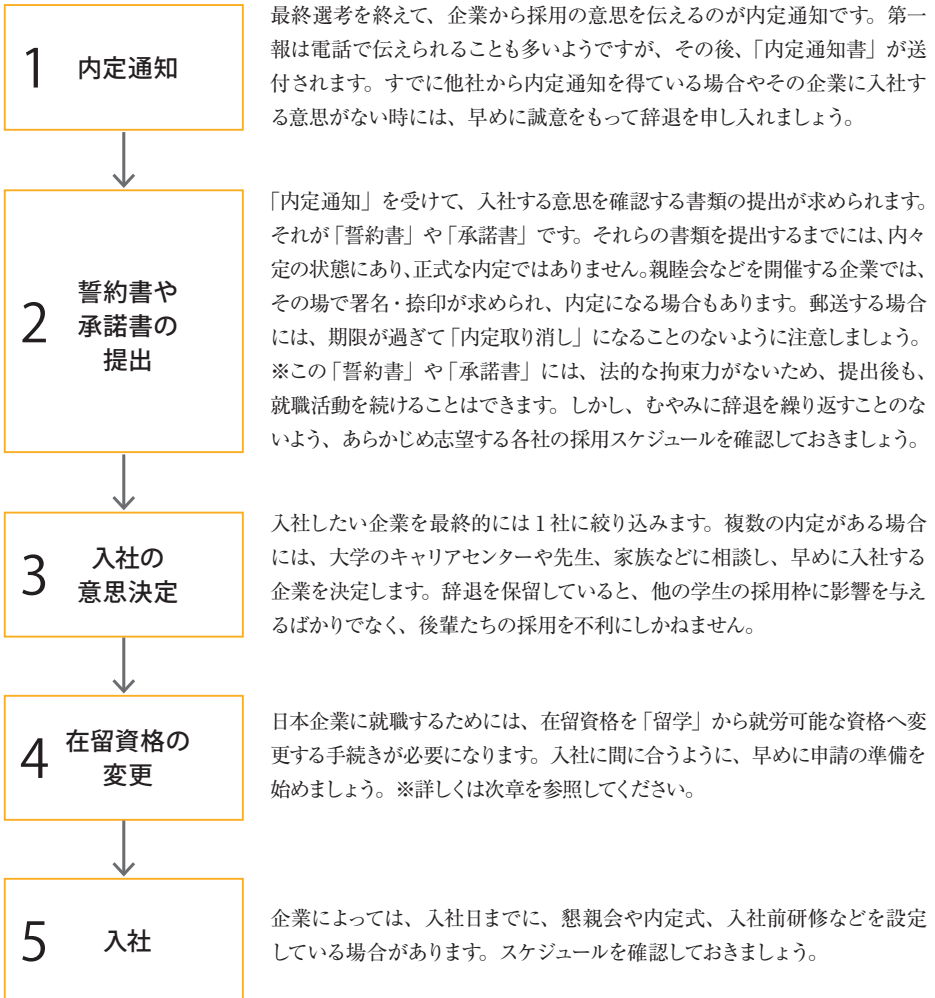 1 内定通知
最終選考を終えて、企業から採用の意思を伝えるのが内定通知です。第一
報は電話で伝えられることも多いようですが、その後、「内定通知書」が送
付されます。すでに他社から内定通知を得ている場合やその企業に入社す
る意思がない時には、早めに誠意をもって辞退を申し入れましょう。
2 誓約書や
承諾書の
提出
「内定通知」を受けて、入社する意思を確認する書類の提出が求められます。
それが「誓約書」や「承諾書」です。それらの書類を提出するまでには、内々
定の状態にあり、正式な内定ではありません。親睦会などを開催する企業では、
その場で署名・捺印が求められ、内定になる場合もあります。郵送する場合
には、期限が過ぎて「内定取り消し」になることのないように注意しましょう。
※この「誓約書」や「承諾書」には、法的な拘束力がないため、提出後も、
就職活動を続けることはできます。しかし、むやみに辞退を繰り返すことのな
いよう、あらかじめ志望する各社の採用スケジュールを確認しておきましょう。
3 入社の
意思決定
入社したい企業を最終的には1社に絞り込みます。複数の内定がある場合
には、大学のキャリアセンターや先生、家族などに相談し、早めに入社する
企業を決定します。辞退を保留していると、他の学生の採用枠に影響を与え
るばかりでなく、後輩たちの採用を不利にしかねません。
4 在留資格の
変更
日本企業に就職するためには、在留資格を「留学」から就労可能な資格へ変
更する手続きが必要になります。入社に間に合うように、早めに申請の準備を
始めましょう。※詳しくは次章を参照してください。
5 入社
企業によっては、入社日までに、懇親会や内定式、入社前研修などを設定
している場合があります。スケジュールを確認しておきましょう。